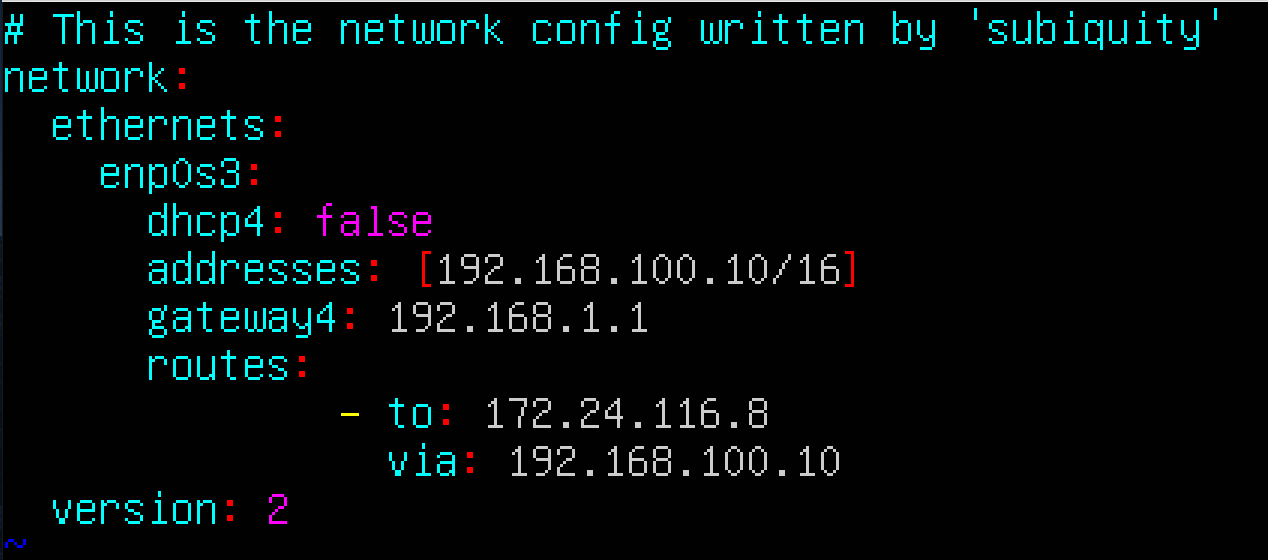 # This is the network config written by 'subiquity'
network:
  ethernets:
    enp0s3:
      dhcp4: false
      addresses: [192.168.100.10/16]
      gateway4: 192.168.1.1
      routes:
              - to: 172.24.116.8
                via: 192.168.100.10
  version: 2
~